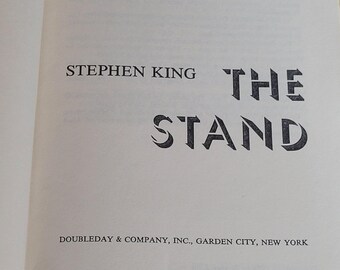 STEPHEN KING THE
STAND
DOUBLEDAY & COMPANY, INC., GARDEN CITY, NEW YORK